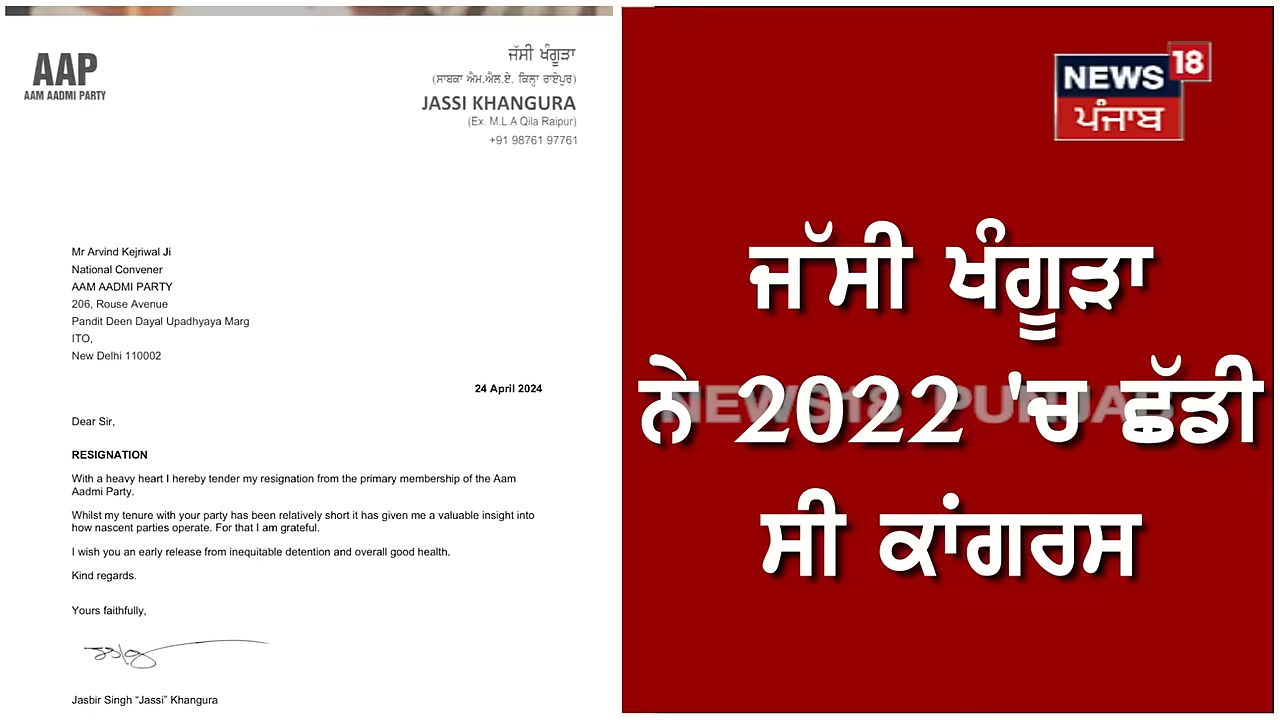 AAP
AAM AADMI PARTY
ਜੱਸੀ ਖੰਗੂੜਾ
(ਸਾਬਕਾ ਐਮ.ਐਲ.ਏ. ਕਿਲ੍ਹਾ ਰਾਏਪੁਰ)
JASSI KHANGURA
(Ex. M.L.A Qila Raipur)
+91 98761 97761
Mr Arvind Kejriwal Ji
National Convener
AAM AADMI PARTY
206, Rouse Avenue
Pandit Deen Dayal Upadhyaya Marg
ITO,
New Delhi 110002
24 April 2024
Dear Sir,
RESIGNATION
With a heavy heart I hereby tender my resignation from the primary membership of the Aam
Aadmi Party.
Whilst my tenure with your party has been relatively short it has given me a valuable insight into
how nascent parties operate. For that I am grateful.
I wish you an early release from inequitable detention and overall good health.
Kind regards.
Yours faithfully,
Jasbir Singh “Jassi” Khangura
NEWS 18
ਪੰਜਾਬ
ਜੱਸੀ ਖੰਗੂੜਾ
ਨੇ 2022 'ਚ ਛੱਡੀ
NEWS18 PUNJAB
ਸੀ ਕਾਂਗਰਸ